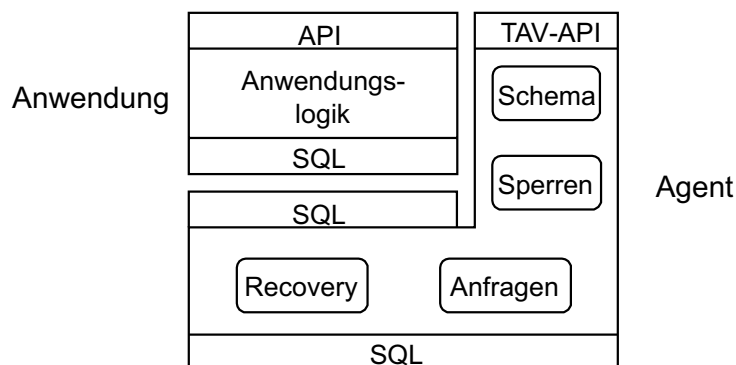 API
TAV-API
Anwendung
Anwendungs-
logik
Schema
SQL
Sperren
Agent
SQL
Recovery
Anfragen
SQL